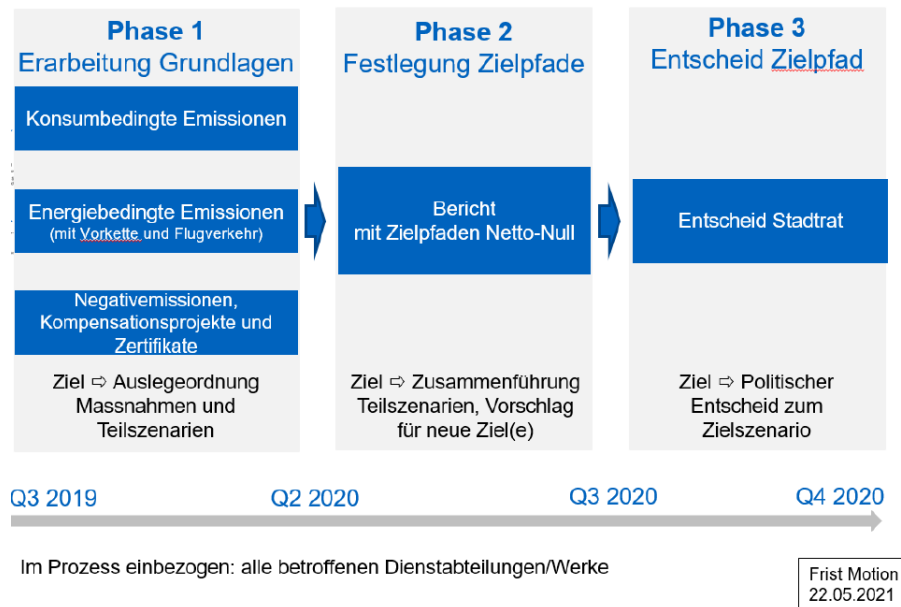 Phase 1
Erarbeitung Grundlagen
Konsumbedingte Emissionen
Energiebedingte Emissionen
(mit Vorkette und Flugverkehr)
Negativemissionen,
Kompensationsprojekte und
Zertifikate
Ziel ⇨ Auslegeordnung
Massnahmen und
Teilszenarien
Phase 2
Festlegung Zielpfade
Bericht
mit Zielpfaden Netto-Null
Ziel ⇨ Zusammenführung
Teilszenarien, Vorschlag
für neue Ziel(e)
Phase 3
Entscheid Zielpfad
Entscheid Stadtrat
Ziel ⇨ Politischer
Entscheid zum
Zielszenario
Q3 2019
Q2 2020
Q3 2020
Q4 2020
Im Prozess einbezogen: alle betroffenen Dienstabteilungen/Werke
Frist Motion
22.05.2021